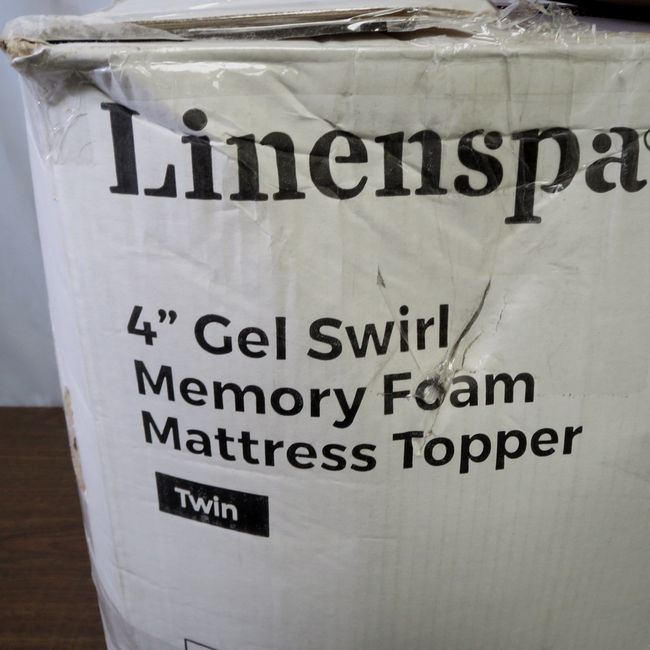 Linenspa
4” Gel Swirl
Memory Foam
Mattress Topper
Twin